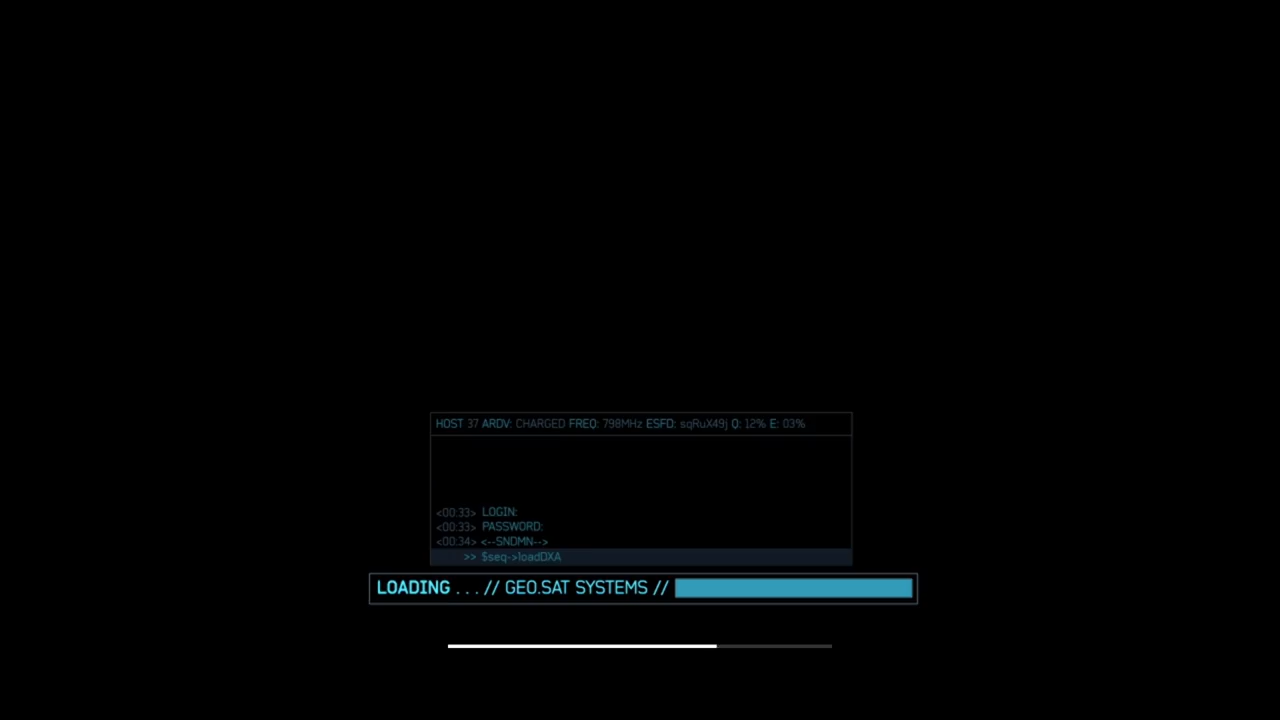 HOST 37 ARDV: CHARGED FREQ: 798MHz ESFD: sqRuX49j Q: 12% E: 03%
<00:33> LOGIN:
<00:33> PASSWORD:
<00:34> <--SNDMN-->
>> $seq->loadDXA
LOADING . . . // GEO.SAT SYSTEMS //